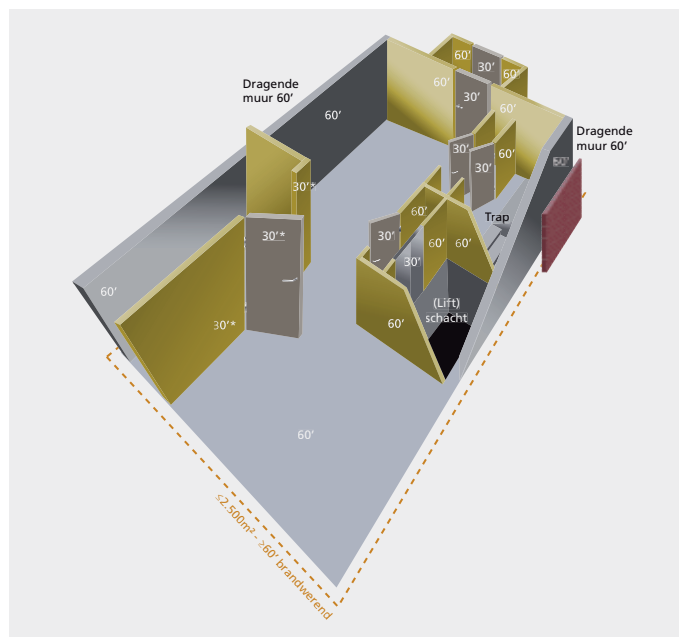 60’
60’
30’
60’
Dragende
muur 60’
60’
30’
60’
60’
Dragende
muur 60’
30’
30’
60’
30’*
60’
Trap
30’*
30’
30’
60’
60’
60’
60’
(Lift)
schacht
30’*
60’
60’
≤2.500m² - ≥60’ brandwerend